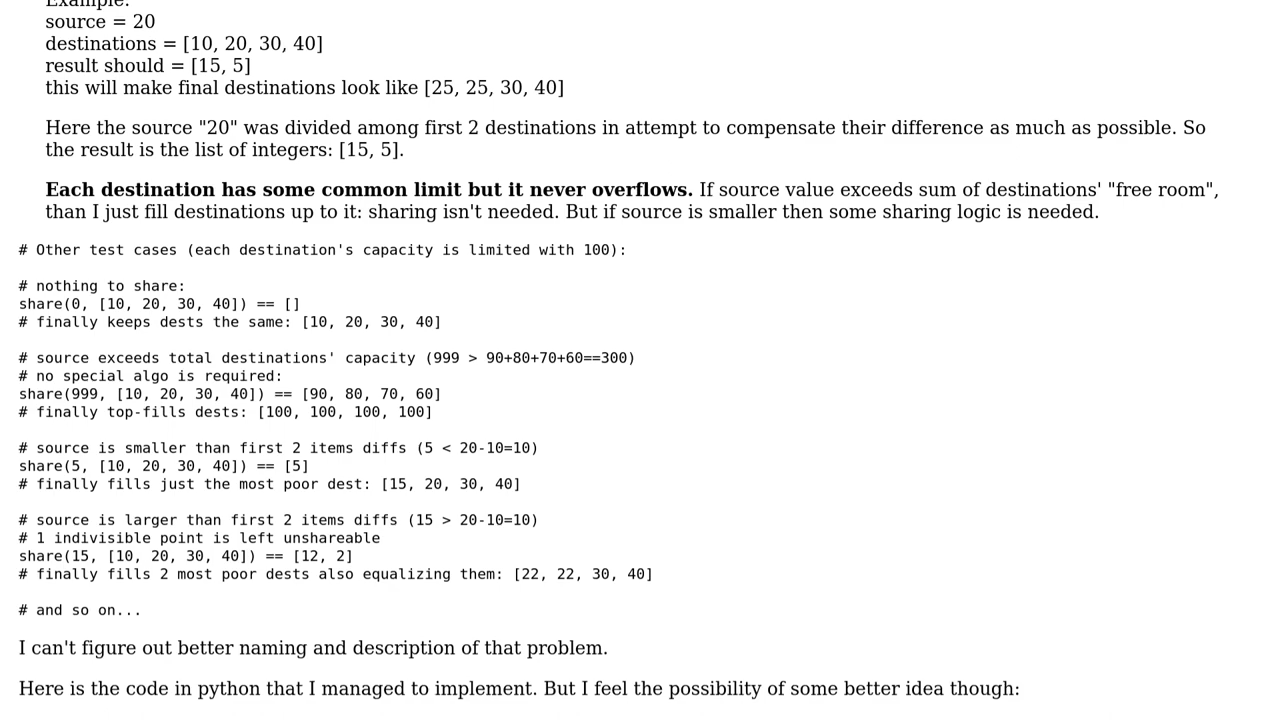 Example:
source = 20
destinations = [10, 20, 30, 40]
result should = [15, 5]
this will make final destinations look like [25, 25, 30, 40]
Here the source "20" was divided among first 2 destinations in attempt to compensate their difference as much as possible. So
the result is the list of integers: [15, 5].
Each destination has some common limit but it never overflows. If source value exceeds sum of destinations' "free room",
than I just fill destinations up to it: sharing isn't needed. But if source is smaller then some sharing logic is needed.
# Other test cases (each destination's capacity is limited with 100):
# nothing to share:
share(0, [10, 20, 30, 40]) == []
# finally keeps dests the same: [10, 20, 30, 40]
# source exceeds total destinations' capacity (999 > 90+80+70+60==300)
# no special algo is required:
share(999, [10, 20, 30, 40]) == [90, 80, 70, 60]
# finally top-fills dests: [100, 100, 100, 100]
# source is smaller than first 2 items diffs (5 < 20-10=10)
share(5, [10, 20, 30, 40]) == [5]
# finally fills just the most poor dest: [15, 20, 30, 40]
# source is larger than first 2 items diffs (15 > 20-10=10)
# 1 indivisible point is left unshareable
share(15, [10, 20, 30, 40]) == [12, 2]
# finally fills 2 most poor dests also equalizing them: [22, 22, 30, 40]
# and so on...
I can't figure out better naming and description of that problem.
Here is the code in python that I managed to implement. But I feel the possibility of some better idea though: